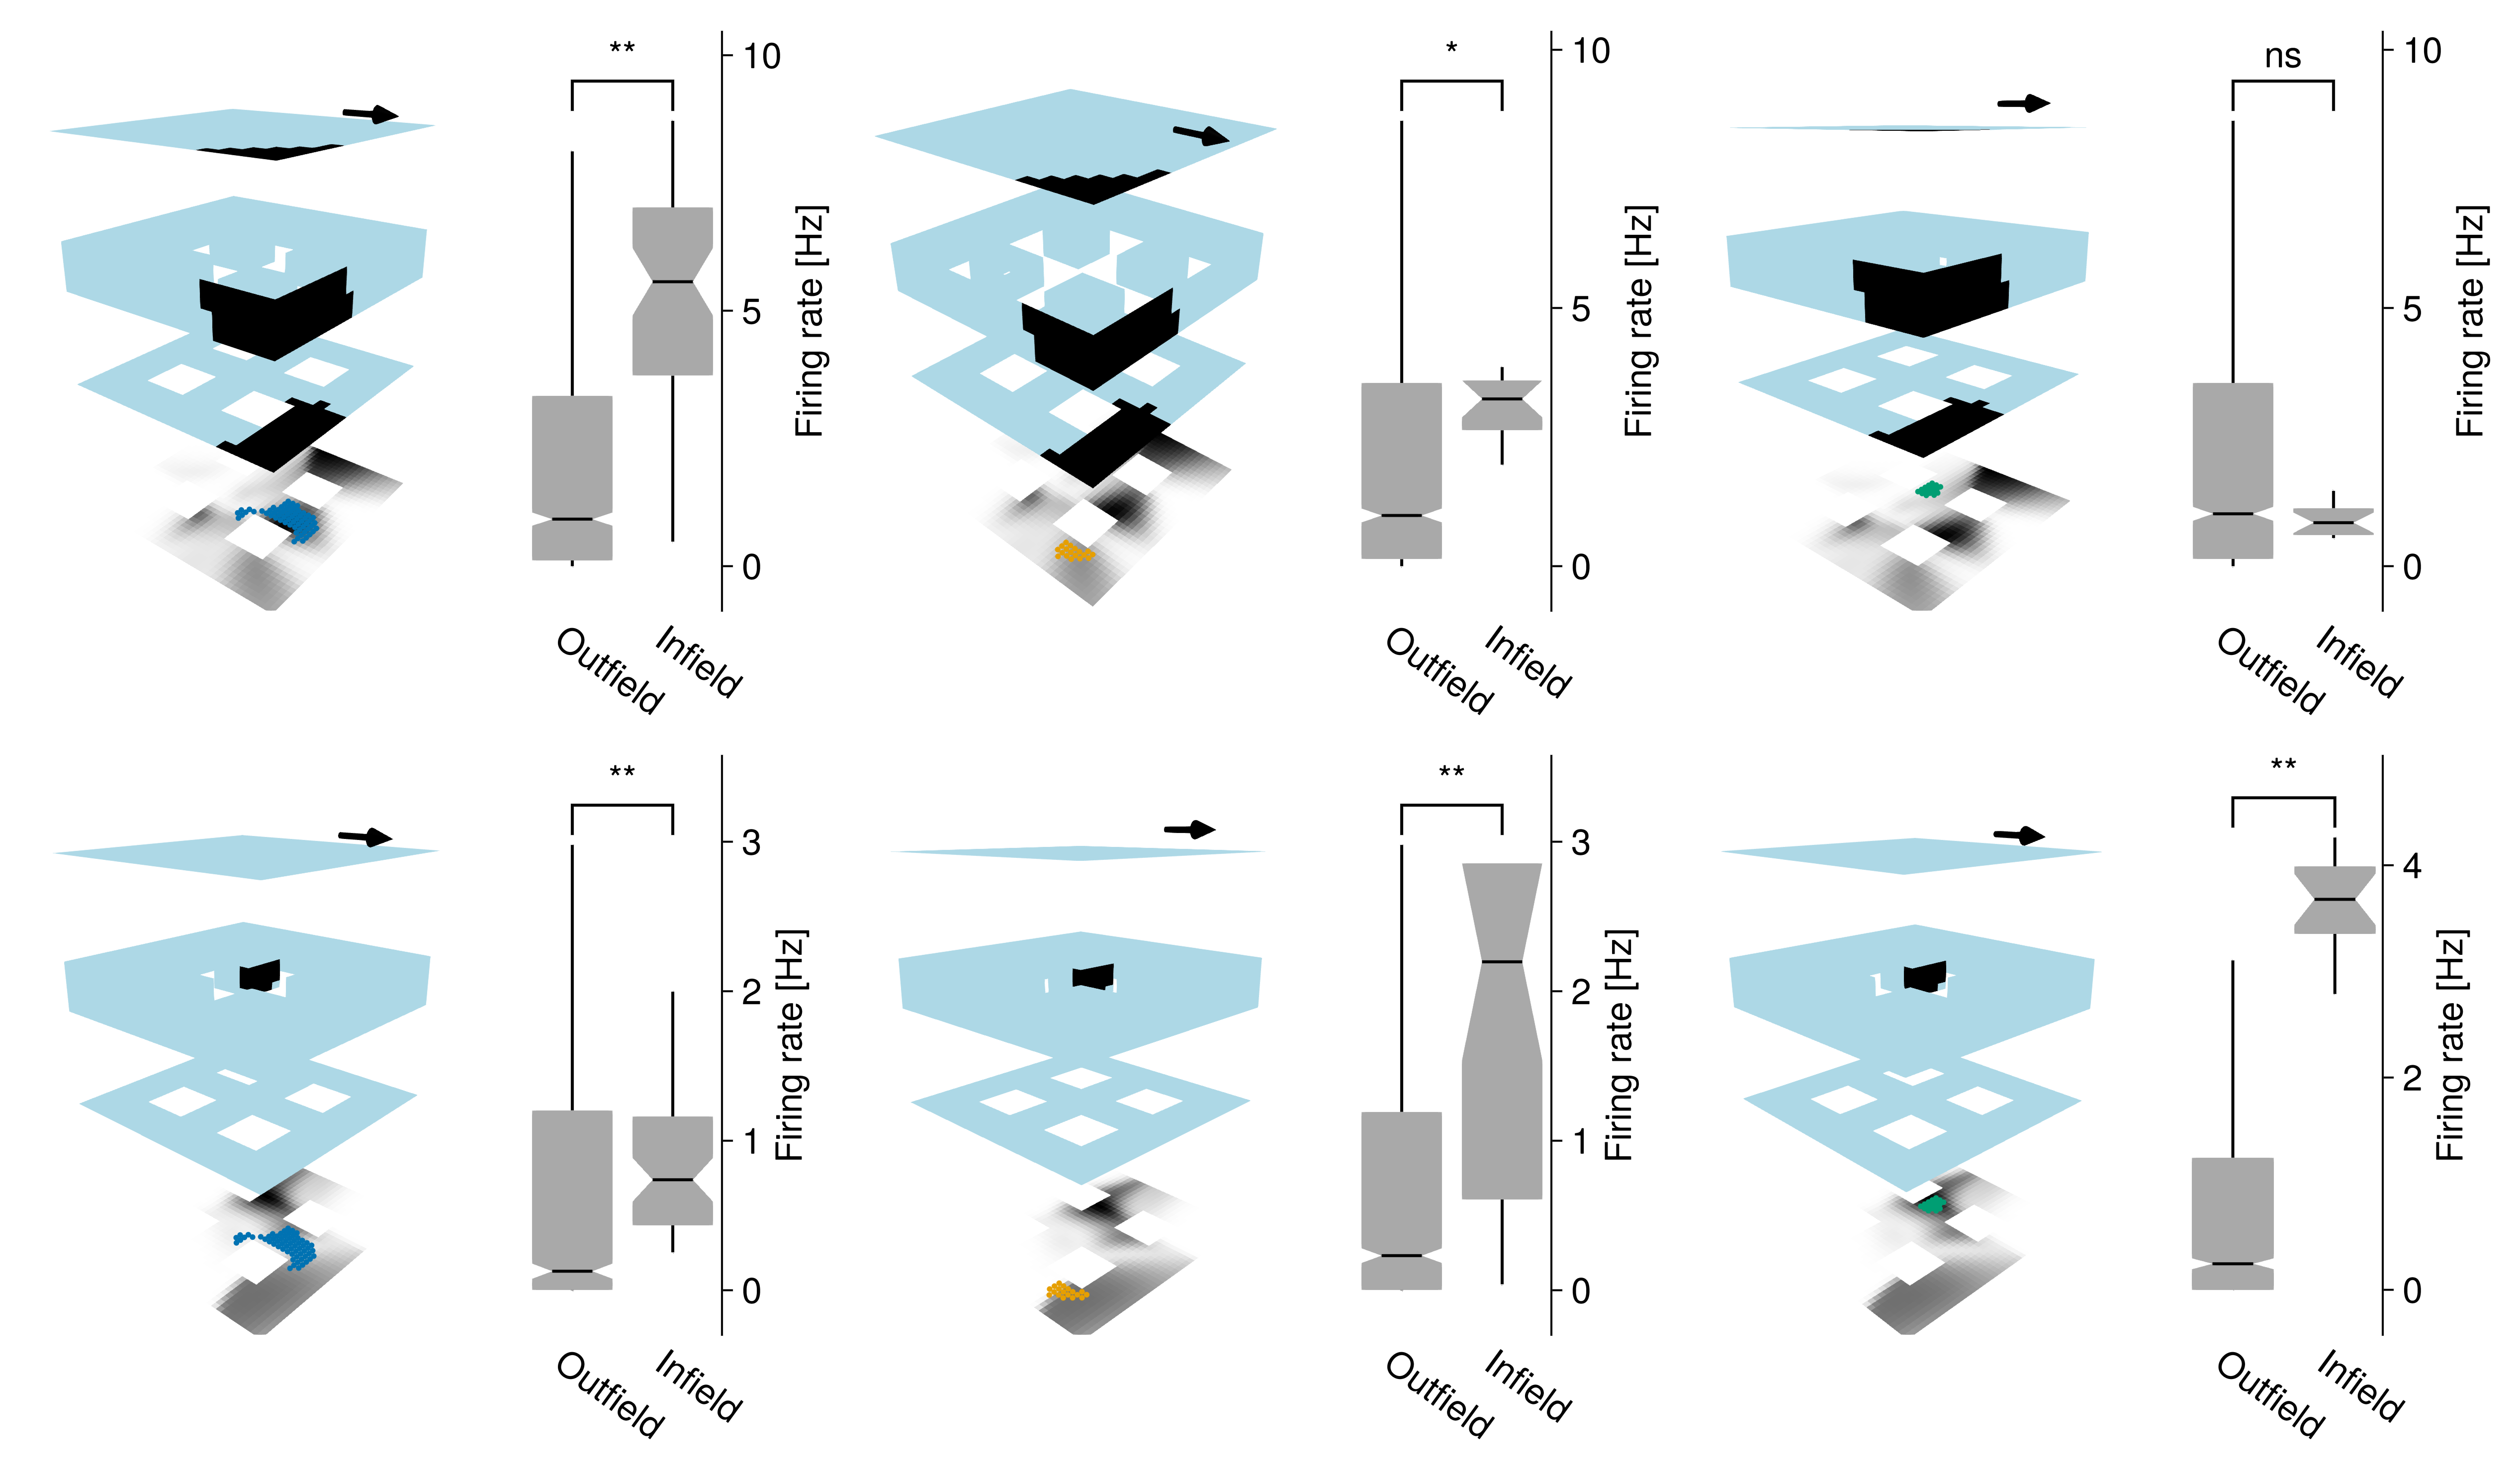 **
10
5
0
Firing rate [Hz]
Outfield
Infield
*
10
5
0
Firing rate [Hz]
Outfield
Infield
ns
10
5
0
Firing rate [Hz]
Outfield
Infield
**
3
2
1
0
Firing rate [Hz]
Outfield
Infield
**
3
2
1
0
Firing rate [Hz]
Outfield
Infield
**
4
2
0
Firing rate [Hz]
Outfield
Infield